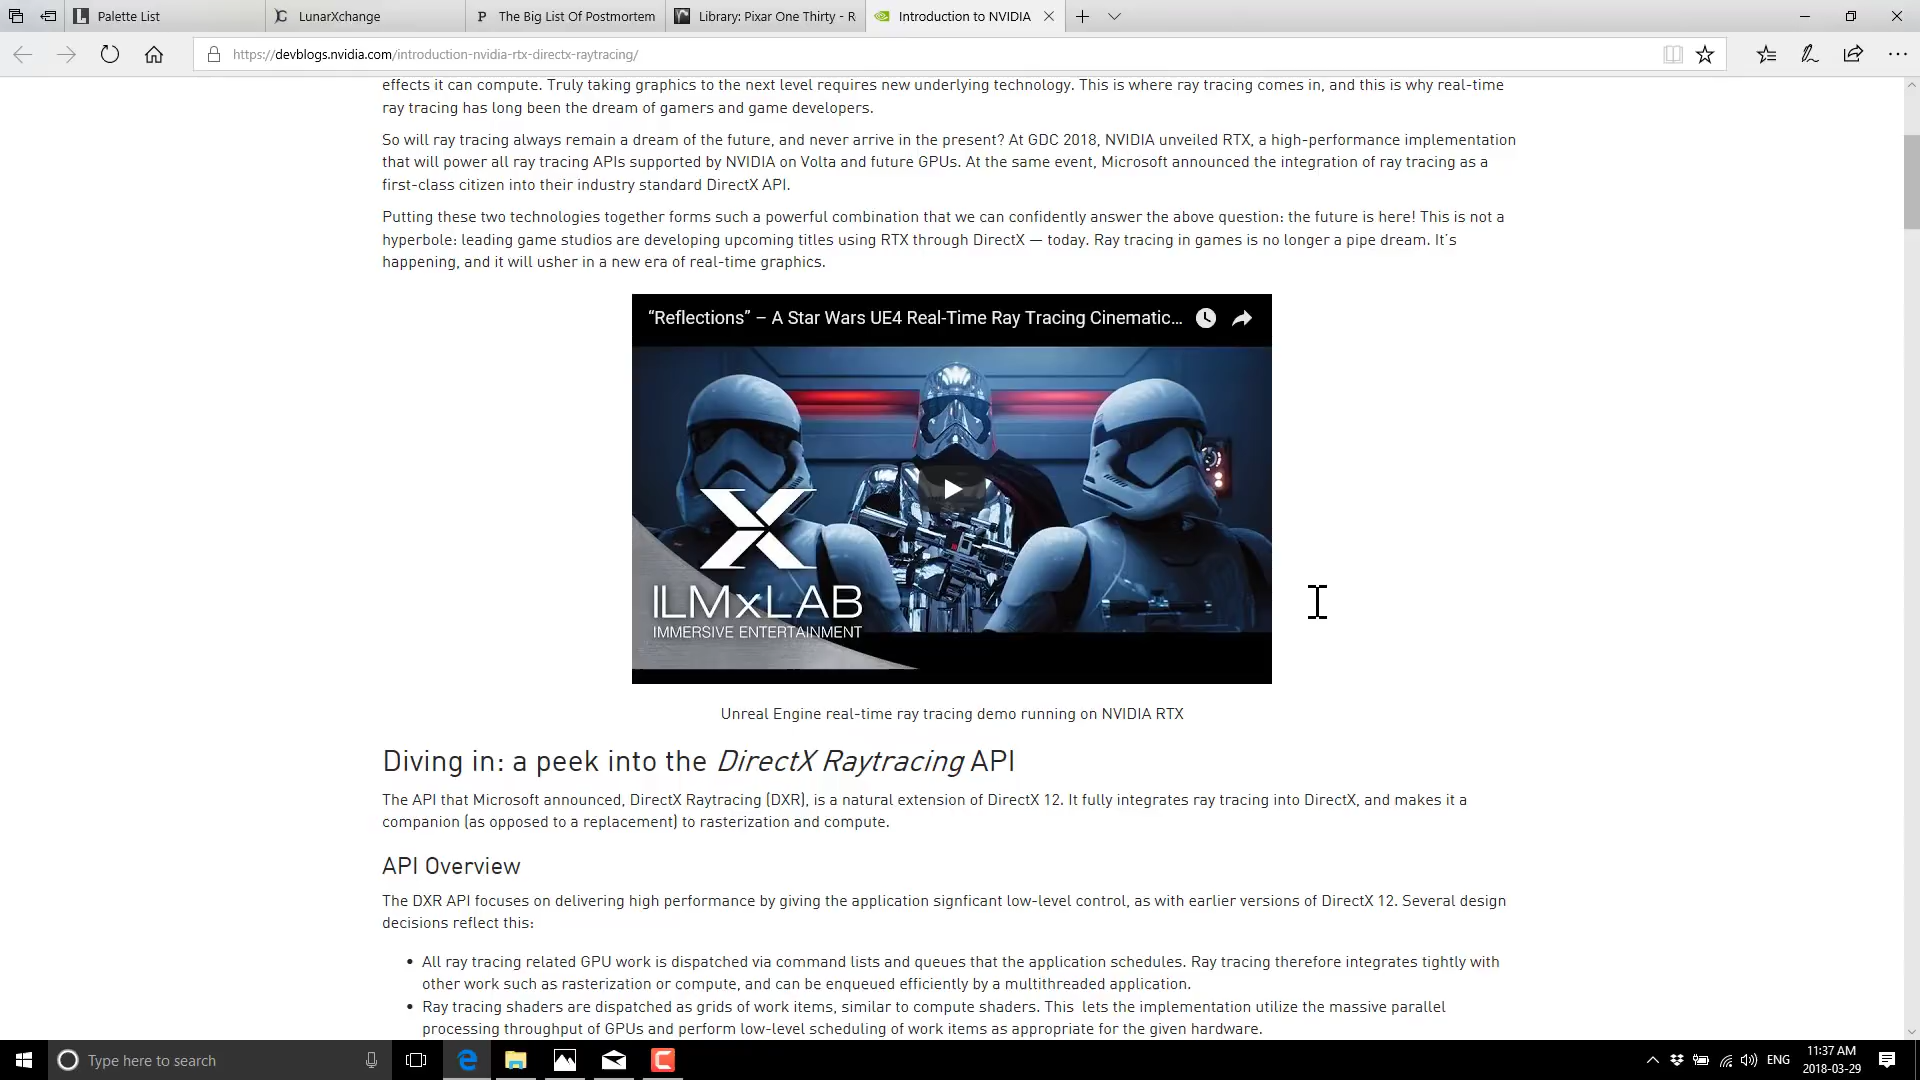 Palette List
LunarXchange
The Big List Of Postmortem
Library: Pixar One Thirty - R
Introduction to NVIDIA
https://devblogs.nvidia.com/introduction-nvidia-rtx-directx-raytracing/
effects it can compute. Truly taking graphics to the next level requires new underlying technology. This is where ray tracing comes in, and this is why real-time
ray tracing has long been the dream of gamers and game developers.
So will ray tracing always remain a dream of the future, and never arrive in the present? At GDC 2018, NVIDIA unveiled RTX, a high-performance implementation
that will power all ray tracing APIs supported by NVIDIA on Volta and future GPUs. At the same event, Microsoft announced the integration of ray tracing as a
first-class citizen into their industry standard DirectX API.
Putting these two technologies together forms such a powerful combination that we can confidently answer the above question: the future is here! This is not a
hyperbole: leading game studios are developing upcoming titles using RTX through DirectX — today. Ray tracing in games is no longer a pipe dream. It's
happening, and it will usher in a new era of real-time graphics.
“Reflections” – A Star Wars UE4 Real-Time Ray Tracing Cinematic...
ILMxLAB
IMMERSIVE ENTERTAINMENT
Unreal Engine real-time ray tracing demo running on NVIDIA RTX
Diving in: a peek into the DirectX Raytracing API
The API that Microsoft announced, DirectX Raytracing (DXR), is a natural extension of DirectX 12. It fully integrates ray tracing into DirectX, and makes it a
companion (as opposed to a replacement) to rasterization and compute.
API Overview
The DXR API focuses on delivering high performance by giving the application signficant low-level control, as with earlier versions of DirectX 12. Several design
decisions reflect this:
• All ray tracing related GPU work is dispatched via command lists and queues that the application schedules. Ray tracing therefore integrates tightly with
other work such as rasterization or compute, and can be enqueued efficiently by a multithreaded application.
• Ray tracing shaders are dispatched as grids of work items, similar to compute shaders. This lets the implementation utilize the massive parallel
processing throughput of GPUs and perform low-level scheduling of work items as appropriate for the given hardware.
Type here to search
ENG
11:37 AM
2018-03-29